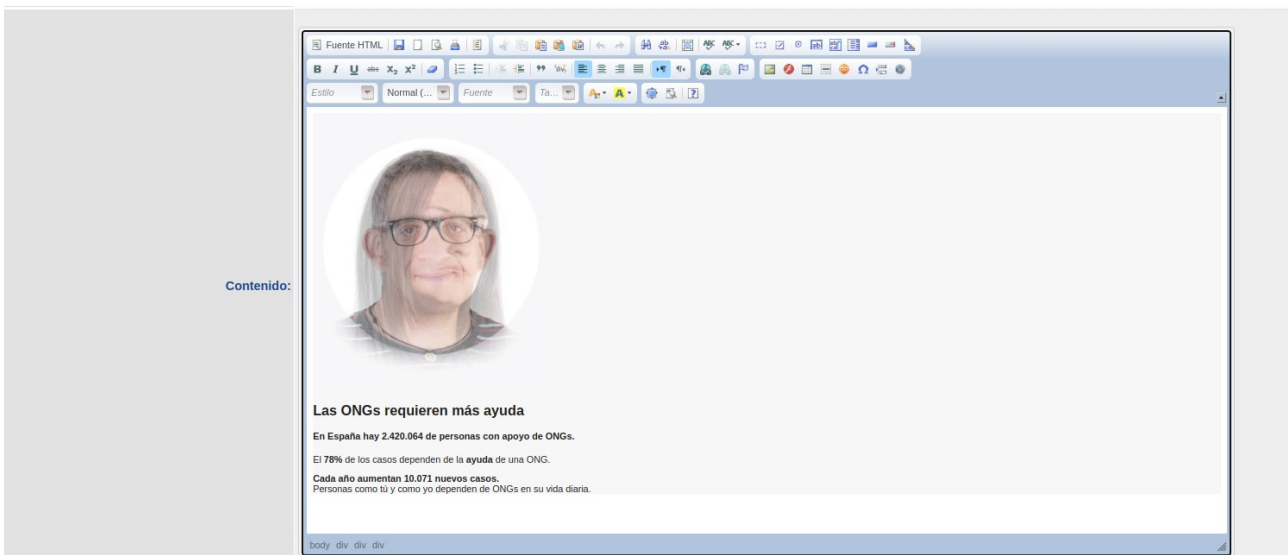 Fuente HTML
B I U abc X₂ X²
Estilo Normal (... Fuente Ta...
Contenido:
Las ONGs requieren más ayuda
En España hay 2.420.064 de personas con apoyo de ONGs.
El 78% de los casos dependen de la ayuda de una ONG.
Cada año aumentan 10.071 nuevos casos.
Personas como tú y como yo dependen de ONGs en su vida diaria.
body div div div